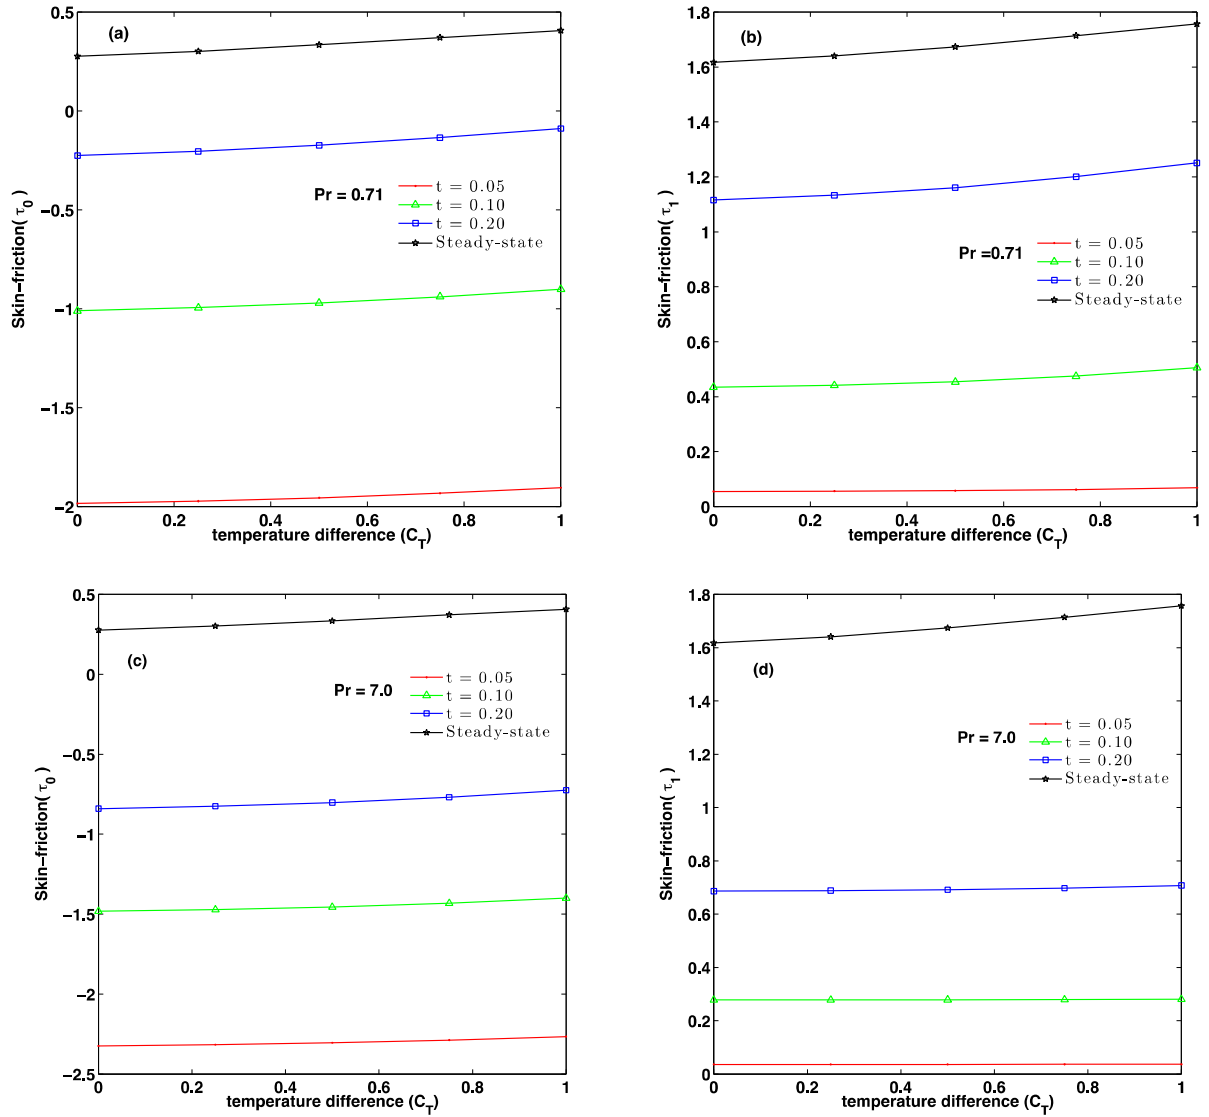 (a)
0.5
0
−0.5
−1
−1.5
−2
Skin−friction( τ0)
Pr = 0.71
t = 0.05
t = 0.10
t = 0.20
Steady-state
0 0.2 0.4 0.6 0.8 1
temperature difference (CT)
(b)
1.8
1.6
1.4
1.2
1
0.8
0.6
0.4
0.2
0
Skin−friction( τ1)
Pr =0.71
t = 0.05
t = 0.10
t = 0.20
Steady-state
0 0.2 0.4 0.6 0.8 1
temperature difference (CT)
(c)
0.5
0
−0.5
−1
−1.5
−2
−2.5
Skin−friction( τ0)
Pr = 7.0
t = 0.05
t = 0.10
t = 0.20
Steady-state
0 0.2 0.4 0.6 0.8 1
temperature difference (CT)
(d)
1.8
1.6
1.4
1.2
1
0.8
0.6
0.4
0.2
0
Skin−friction( τ1)
Pr = 7.0
t = 0.05
t = 0.10
t = 0.20
Steady-state
0 0.2 0.4 0.6 0.8 1
temperature difference (CT)